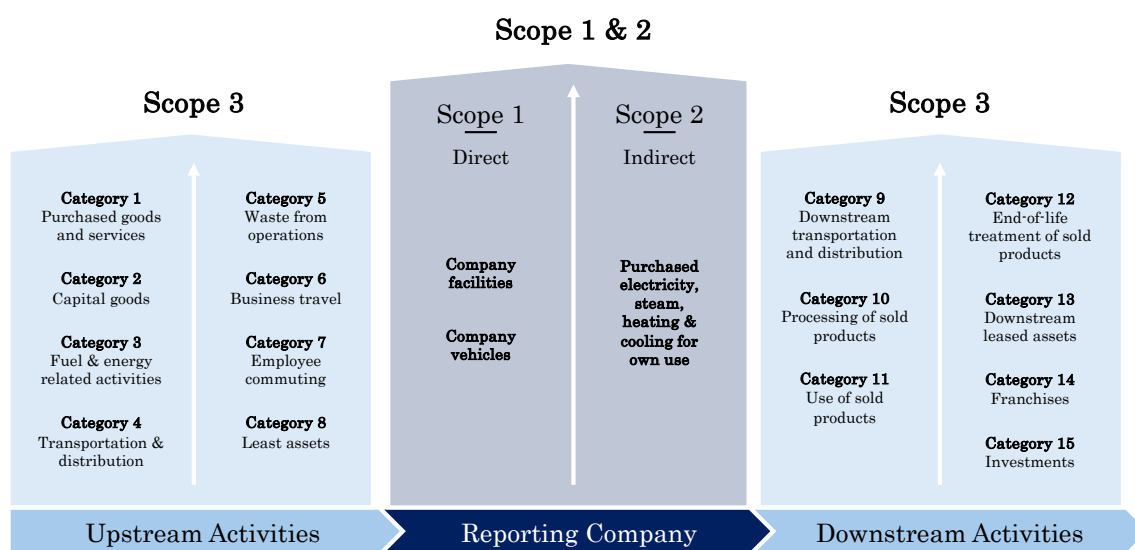 Scope 1 & 2
Scope 3
Category 1
Purchased goods
and services
Category 2
Capital goods
Category 3
Fuel & energy
related activities
Category 4
Transportation &
distribution
Category 5
Waste from
operations
Category 6
Business travel
Category 7
Employee
commuting
Category 8
Least assets
Scope 1
Direct
Company
facilities
Company
vehicles
Scope 2
Indirect
Purchased
electricity,
steam,
heating &
cooling for
own use
Scope 3
Category 9
Downstream
transportation
and distribution
Category 10
Processing of sold
products
Category 11
Use of sold
products
Category 12
End-of-life
treatment of sold
products
Category 13
Downstream
leased assets
Category 14
Franchises
Category 15
Investments
Upstream Activities
Reporting Company
Downstream Activities